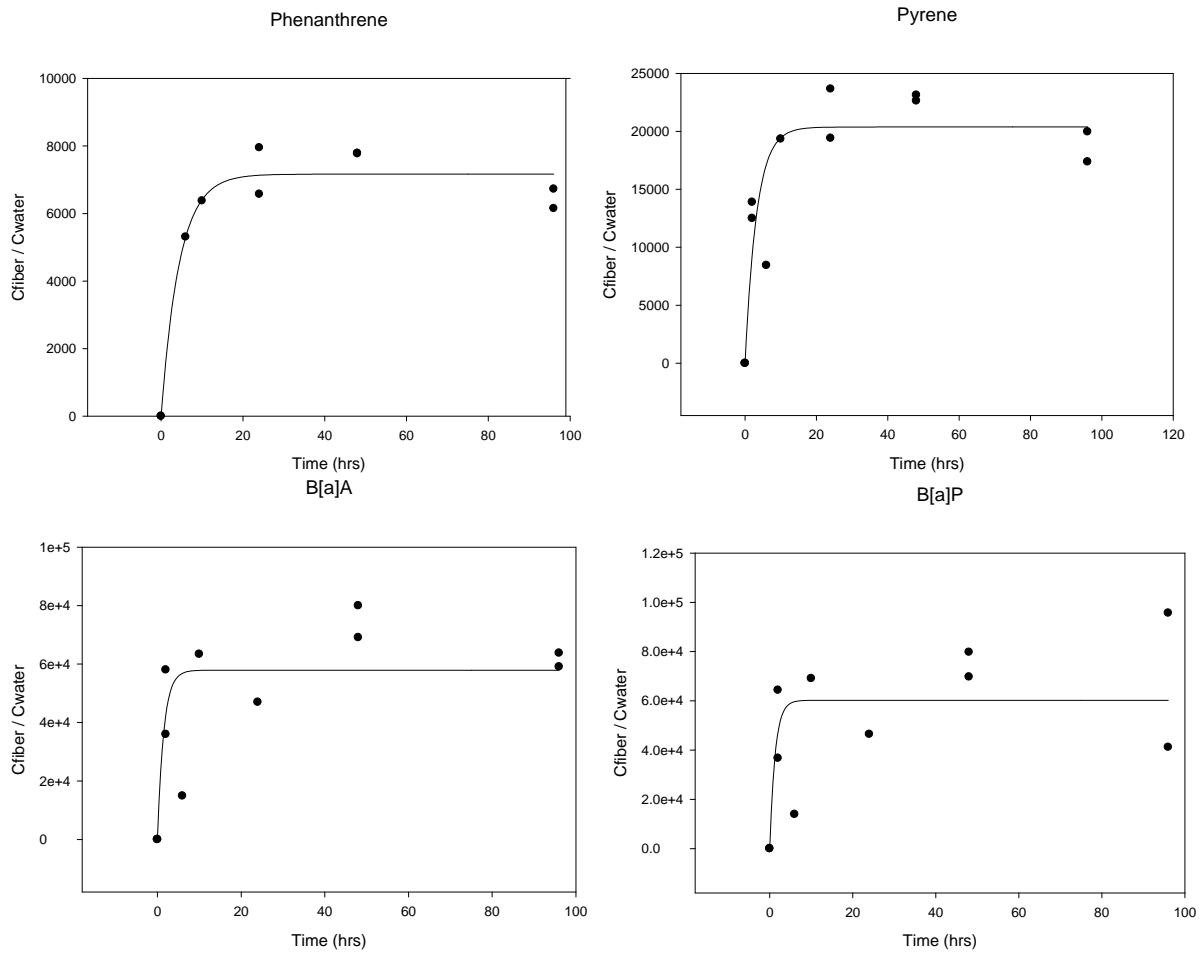 Phenanthrene
10000
8000
6000
4000
2000
0
Cfiber / Cwater
0 20 40 60 80 100
Time (hrs)
Pyrene
25000
20000
15000
10000
5000
0
Cfiber / Cwater
0 20 40 60 80 100 120
Time (hrs)
B[a]A
1e+5
8e+4
6e+4
4e+4
2e+4
0
Cfiber / Cwater
0 20 40 60 80 100
Time (hrs)
B[a]P
1.2e+5
1.0e+5
8.0e+4
6.0e+4
4.0e+4
2.0e+4
0.0
Cfiber / Cwater
0 20 40 60 80 100
Time (hrs)